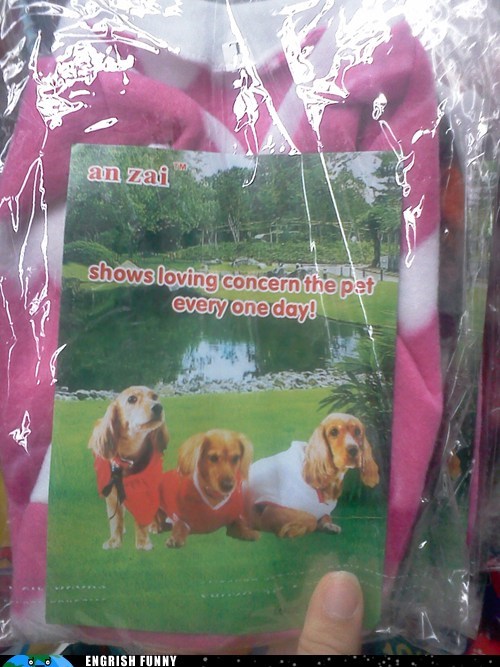 an zai ™
shows loving concern the pet
every one day!
ENGRISH FUNNY